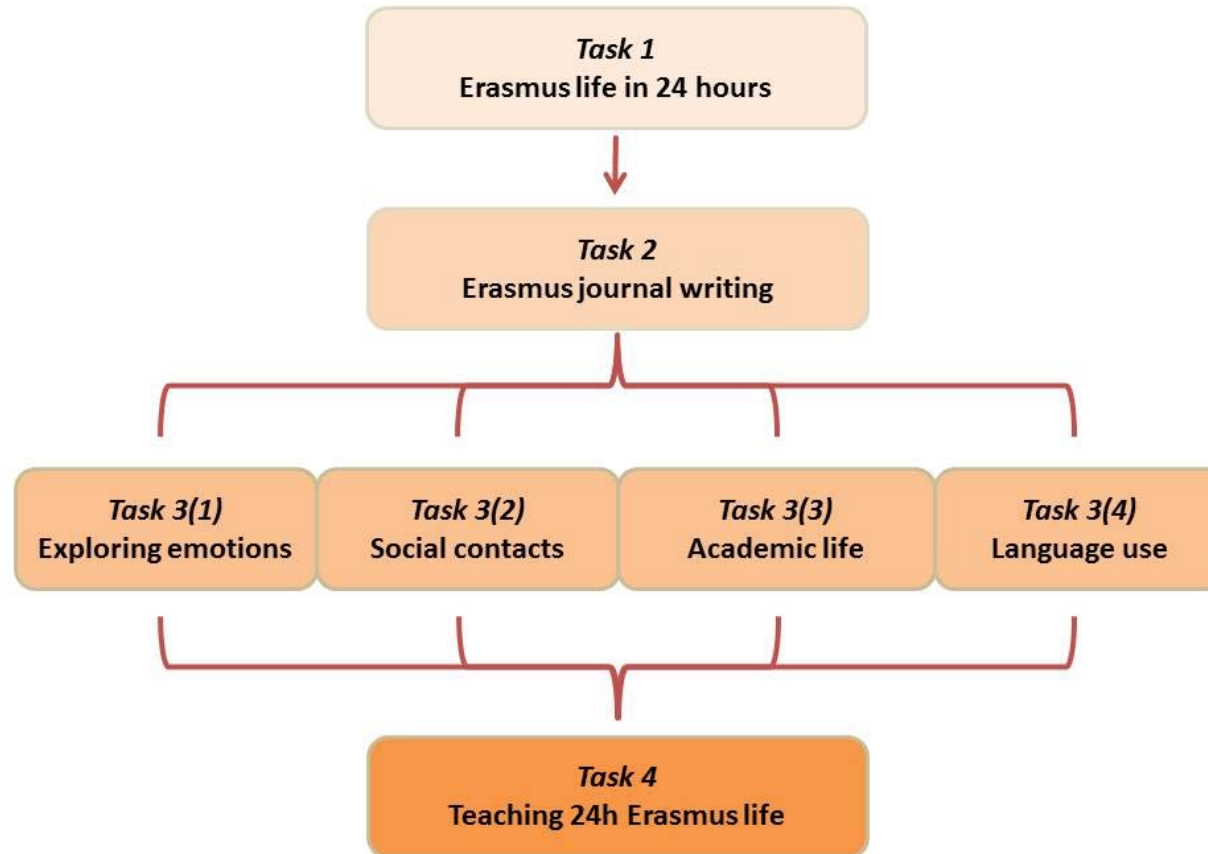 Task 1
Erasmus life in 24 hours
Task 2
Erasmus journal writing
Task 3(1)
Exploring emotions
Task 3(2)
Social contacts
Task 3(3)
Academic life
Task 3(4)
Language use
Task 4
Teaching 24h Erasmus life